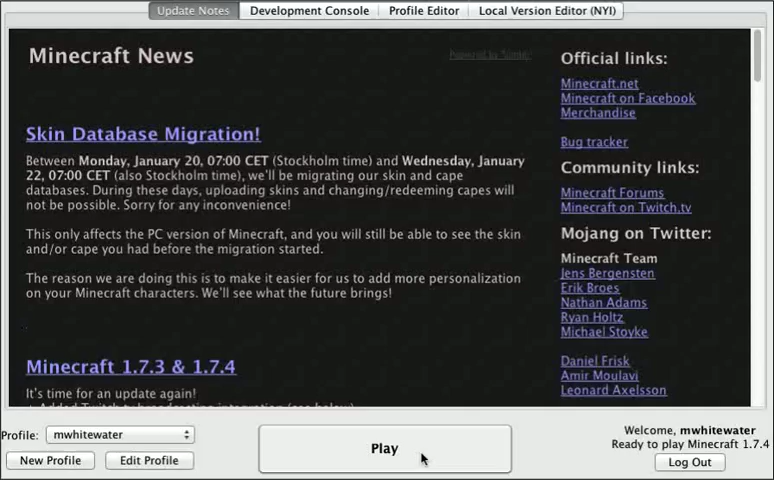 Update Notes Development Console Profile Editor Local Version Editor (NYI)
Minecraft News
Skin Database Migration!
Between Monday, January 20, 07:00 CET (Stockholm time) and Wednesday, January
22, 07:00 CET (also Stockholm time), we'll be migrating our skin and cape
databases. During these days, uploading skins and changing/redeeming capes will
not be possible. Sorry for any inconvenience!
This only affects the PC version of Minecraft, and you will still be able to see the skin
and/or cape you had before the migration started.
The reason we are doing this is to make it easier for us to add more personalization
on your Minecraft characters. We'll see what the future brings!
Minecraft 1.7.3 & 1.7.4
It's time for an update again!
+ Added Twitch.tv broadcasting integration (see below)
Official links:
Minecraft.net
Minecraft on Facebook
Merchandise
Bug tracker
Community links:
Minecraft Forums
Minecraft on Twitch.tv
Mojang on Twitter:
Minecraft Team
Jens Bergensten
Erik Broes
Nathan Adams
Ryan Holtz
Michael Stoyke
Daniel Frisk
Amir Moulavi
Leonard Axelsson
Profile: mwhitewater
New Profile Edit Profile
Play
Welcome, mwhitewater
Ready to play Minecraft 1.7.4
Log Out